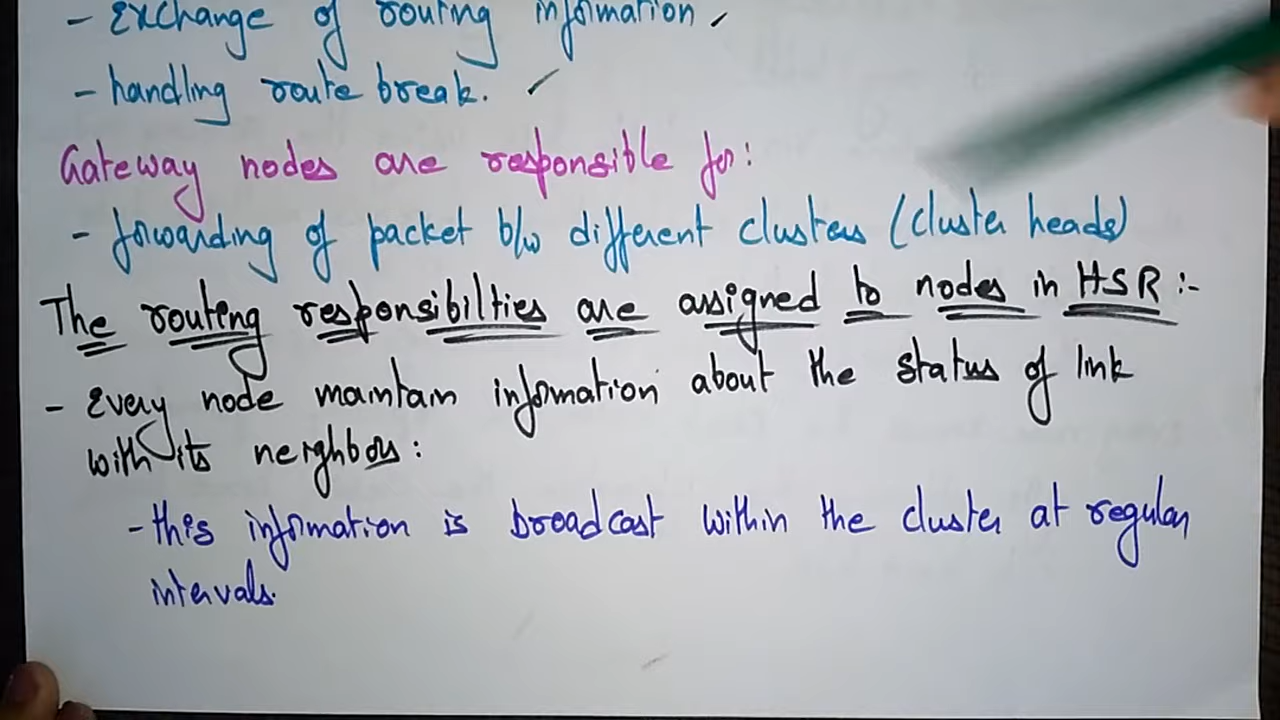 - Exchange of routing information
- handling route break.
Gateway nodes are responsible for:
- forwarding of packet b/w different clusters (cluster heads)
The routing responsibilties are assigned to nodes in HSR :-
- Every node maintain information about the status of link
with its neighbors:
- this information is broadcast within the cluster at regular
intervals.